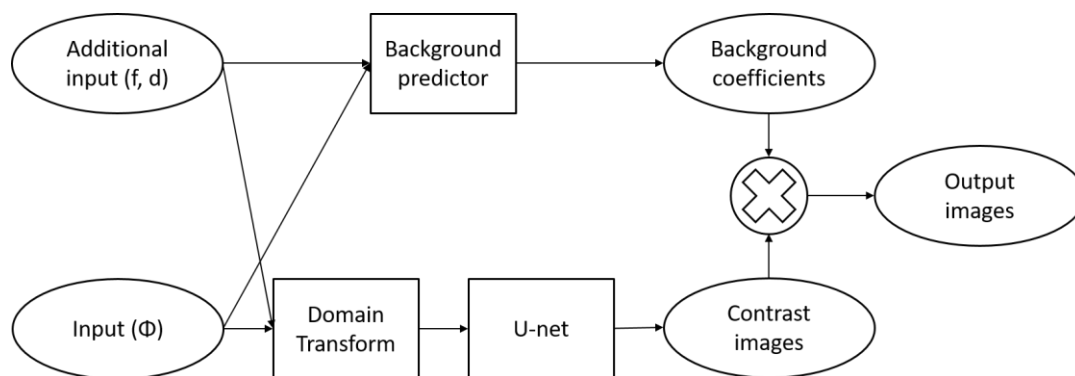 Additional
input (f, d)
Background
predictor
Background
coefficients
Output
images
Input (Φ)
Domain
Transform
U-net
Contrast
images